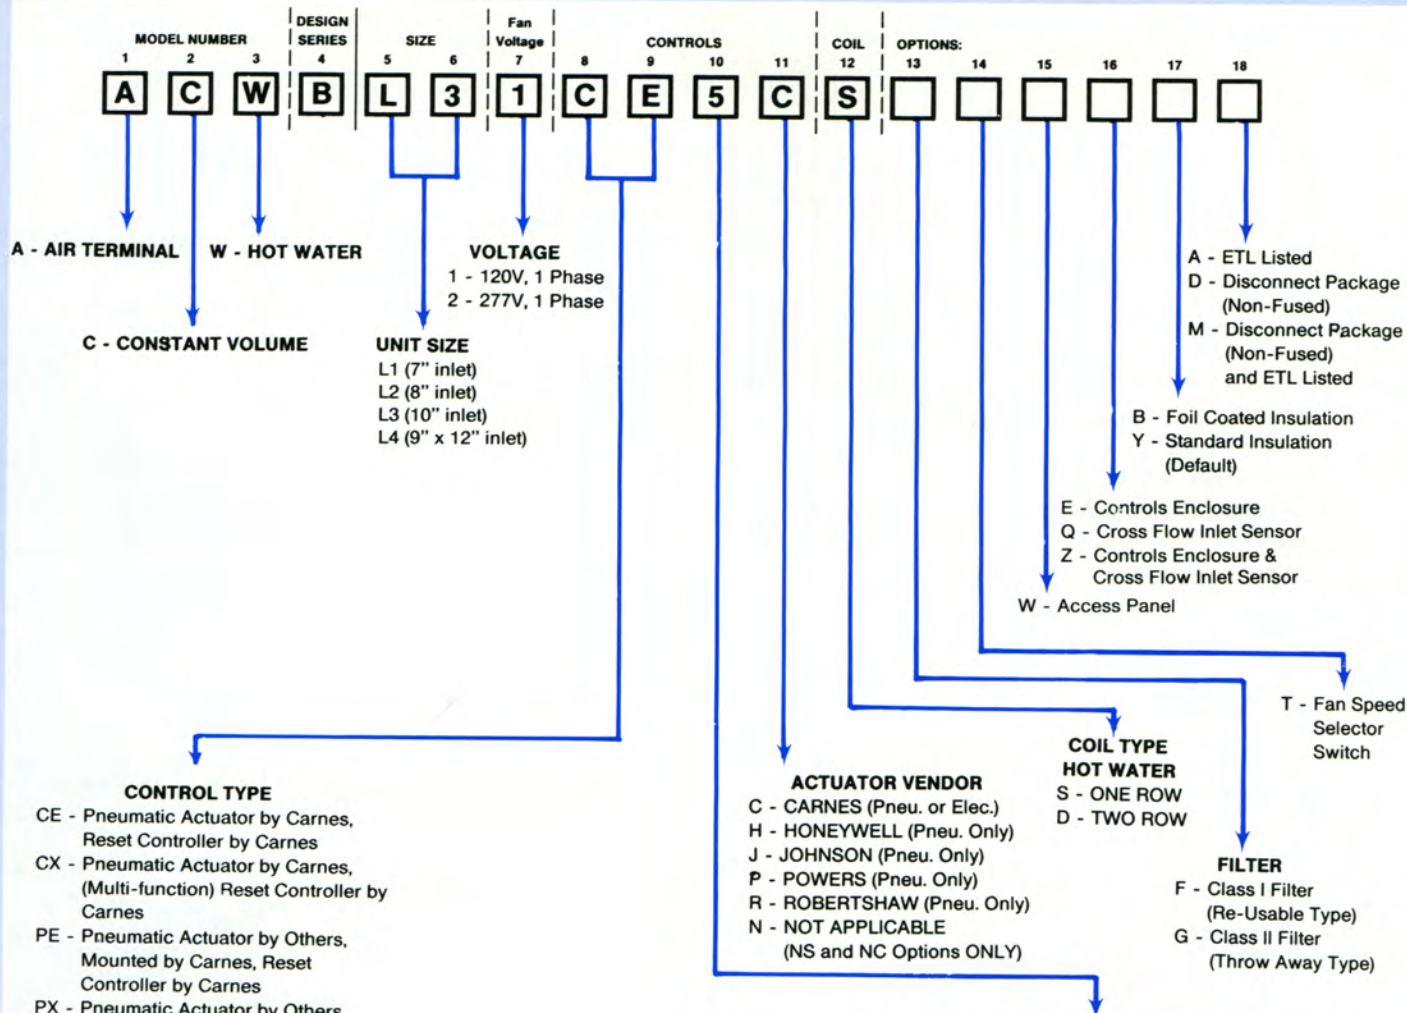 DESIGN
SERIES
Fan
Voltage
MODEL NUMBER
SIZE
CONTROLS
COIL
OPTIONS:
1 2 3 4 5 6 7 8 9 10 11 12 13 14 15 16 17 18
A C W B L 3 1 C E 5 C S
A - AIR TERMINAL
W - HOT WATER
C - CONSTANT VOLUME
VOLTAGE
1 - 120V, 1 Phase
2 - 277V, 1 Phase
UNIT SIZE
L1 (7” inlet)
L2 (8” inlet)
L3 (10” inlet)
L4 (9” x 12” inlet)
A - ETL Listed
D - Disconnect Package
(Non-Fused)
M - Disconnect Package
(Non-Fused)
and ETL Listed
B - Foil Coated Insulation
Y - Standard Insulation
(Default)
E - Controls Enclosure
Q - Cross Flow Inlet Sensor
Z - Controls Enclosure &
Cross Flow Inlet Sensor
W - Access Panel
T - Fan Speed
Selector
Switch
CONTROL TYPE
CE - Pneumatic Actuator by Carnes,
Reset Controller by Carnes
CX - Pneumatic Actuator by Carnes,
(Multi-function) Reset Controller by
Carnes
PE - Pneumatic Actuator by Others,
Mounted by Carnes, Reset
Controller by Carnes
PX - Pneumatic Actuator by Others
ACTUATOR VENDOR
C - CARNES (Pneu. or Elec.)
H - HONEYWELL (Pneu. Only)
J - JOHNSON (Pneu. Only)
P - POWERS (Pneu. Only)
R - ROBERTSHAW (Pneu. Only)
N - NOT APPLICABLE
(NS and NC Options ONLY)
COIL TYPE
HOT WATER
S - ONE ROW
D - TWO ROW
FILTER
F - Class I Filter
(Re-Usable Type)
G - Class II Filter
(Throw Away Type)